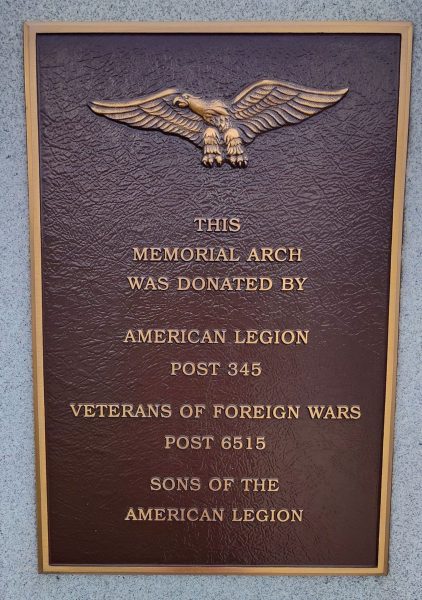 THIS
MEMORIAL ARCH
WAS DONATED BY
AMERICAN LEGION
POST 345
VETERANS OF FOREIGN WARS
POST 6515
SONS OF THE
AMERICAN LEGION